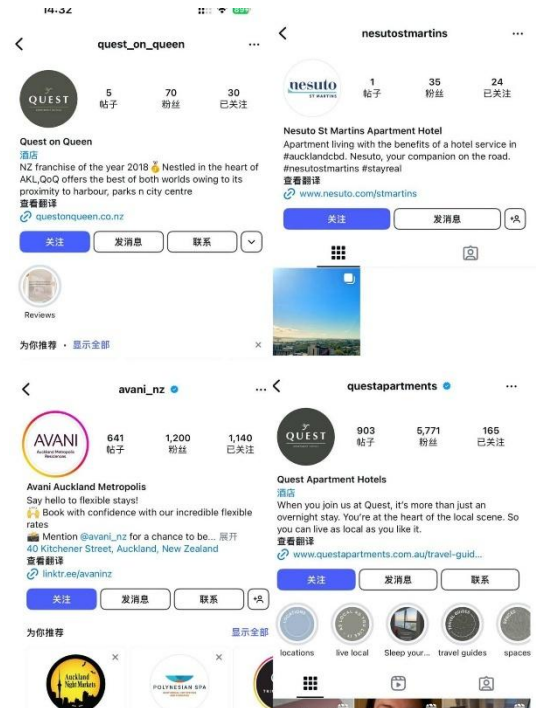 14:32
89
quest_on_queen
QUEST
5
70
30
帖子
粉丝
已关注
Quest on Queen
酒店
NZ franchise of the year 2018🥇Nestled in the heart of
AKL,QoQ offers the best of both worlds owing to its
proximity to harbour, parks n city centre
查看翻译
questonqueen.co.nz
关注
发消息
联系
Reviews
为你推荐 · 显示全部
nesutostmartins
nesuto
ST MARTINS
1
35
24
帖子
粉丝
已关注
Nesuto St Martins Apartment Hotel
Apartment living with the benefits of a hotel service in
#aucklandcbd. Nesuto, your companion on the road.
#nesutostmartins #stayreal
查看翻译
www.nesuto.com/stmartins
关注
发消息
avani_nz
AVANI
Auckland Metropolis
Residences
641
1,200
1,140
帖子
粉丝
已关注
Avani Auckland Metropolis
Say hello to flexible stays!
🙌 Book with confidence with our incredible flexible
rates
📸 Mention @avani_nz for a chance to be... 展开
40 Kitchener Street, Auckland, New Zealand
查看翻译
linktr.ee/avaninz
关注
发消息
联系
为你推荐
显示全部
Auckland
Night Markets
POLYNESIAN SPA
questapartments
QUEST
903
5,771
165
帖子
粉丝
已关注
Quest Apartment Hotels
酒店
When you join us at Quest, it's more than just an
overnight stay. You're at the heart of the local scene. So
you can live as local as you like it.
查看翻译
www.questapartments.com.au/travel-guid...
关注
发消息
联系
locations
live local
Sleep your...
travel guides
spaces